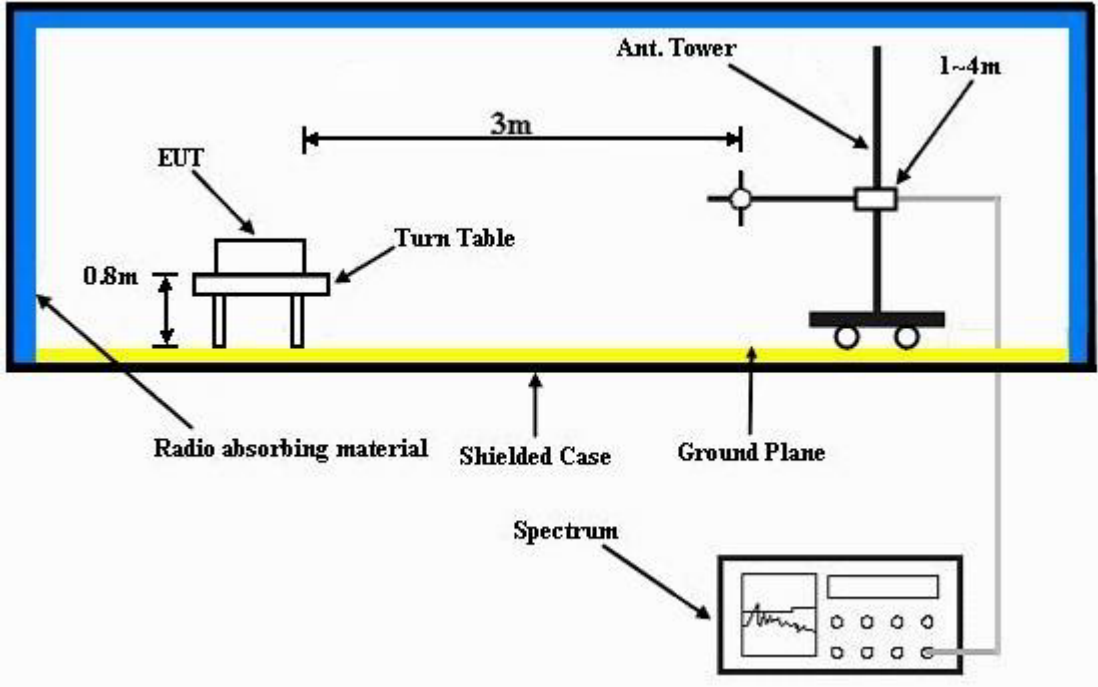 Ant. Tower
1~4m
3m
EUT
Turn Table
0.8m
Radio absorbing material
Shielded Case
Ground Plane
Spectrum